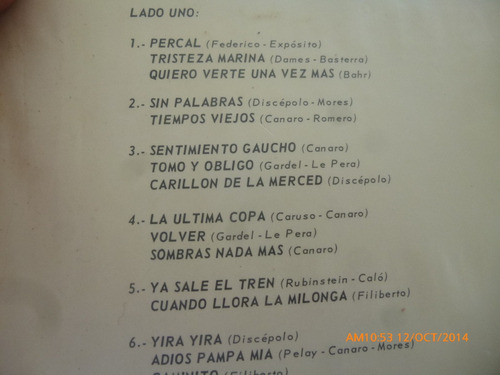 LADO UNO:
1.- PERCAL (Federico - Expósito)
TRISTEZA MARINA (Dames - Basterra)
QUIERO VERTE UNA VEZ MAS (Bahr)
2.- SIN PALABRAS (Discépolo - Mores)
TIEMPOS VIEJOS (Canaro - Romero)
3.- SENTIMIENTO GAUCHO (Canaro)
TOMO Y OBLIGO (Gardel - Le Pera)
CARILLON DE LA MERCED (Discépolo)
4.- LA ULTIMA COPA (Caruso - Canaro)
VOLVER (Gardel - Le Pera)
SOMBRAS NADA MAS (Canaro)
5.- YA SALE EL TREN (Rubinstein - Caló)
CUANDO LLORA LA MILONGA (Filiberto)
AM10:53 12/OCT/2014
6.- YIRA YIRA (Discépolo)
ADIOS PAMPA MIA (Pelay - Canaro - Mores)